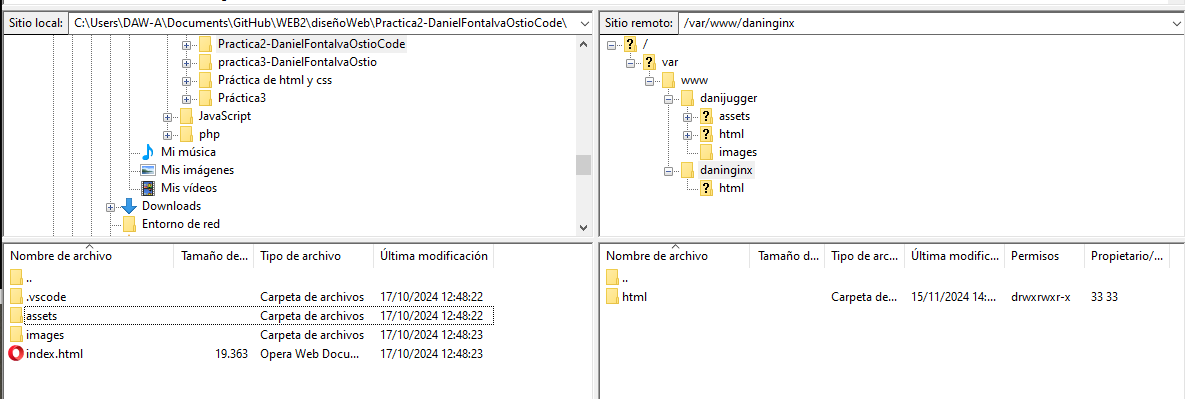 Sitio local: C:\Users\DAW-A\Documents\GitHub\WEB2\diseñoWeb\Practica2-DanielFontalvaOstioCode\
Practica2-DanielFontalvaOstioCode
practica3-DanielFontalvaOstio
Práctica de html y css
Práctica3
JavaScript
php
Mi música
Mis imágenes
Mis vídeos
Downloads
Entorno de red
Nombre de archivo Tamaño de... Tipo de archivo Última modificación
..
.vscode Carpeta de archivos 17/10/2024 12:48:22
assets Carpeta de archivos 17/10/2024 12:48:22
images Carpeta de archivos 17/10/2024 12:48:23
index.html 19.363 Opera Web Docu... 17/10/2024 12:48:23
Sitio remoto: /var/www/daninginx
/
var
www
danijugger
assets
html
images
daninginx
html
Nombre de archivo Tamaño d... Tipo de arc... Última modific... Permisos Propietario/...
..
html Carpeta de... 15/11/2024 14:... drwxrwxr-x 33 33